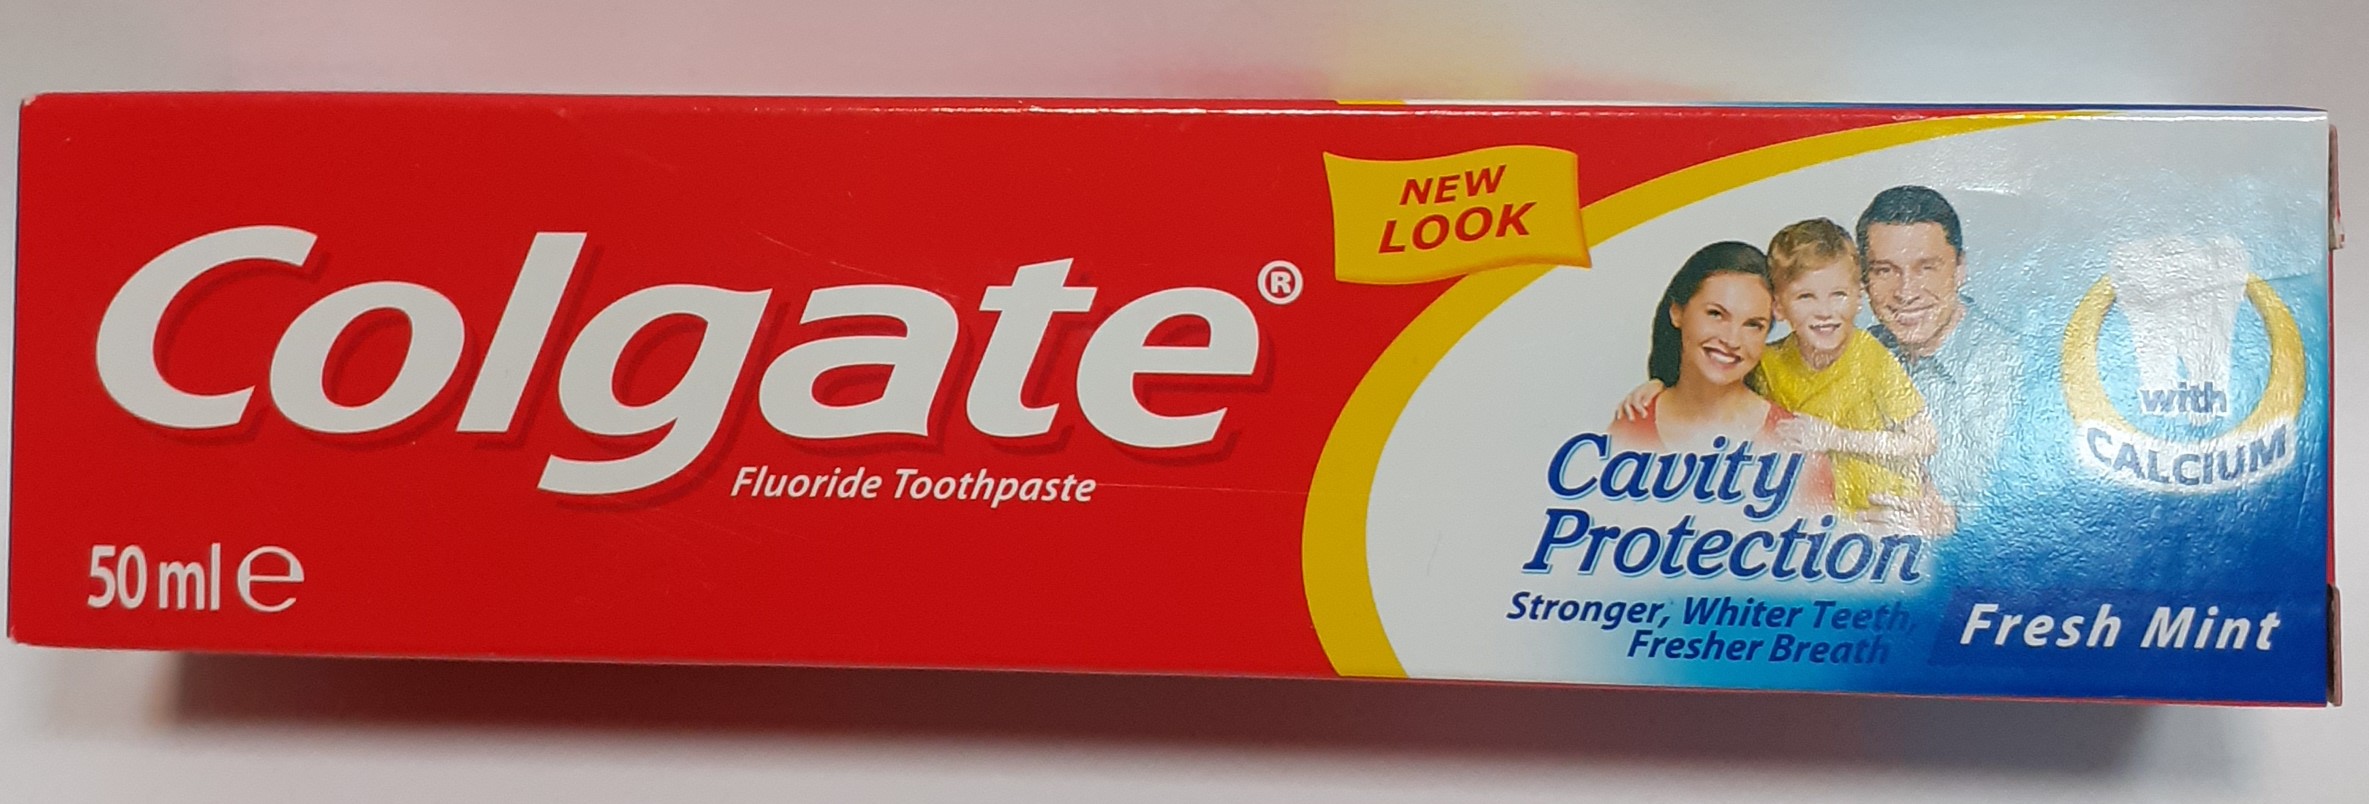 Colgate®
Fluoride Toothpaste
50 ml ℮
NEW
LOOK
Cavity
Protection
Stronger, Whiter Teeth,
Fresher Breath
with
CALCIUM
Fresh Mint